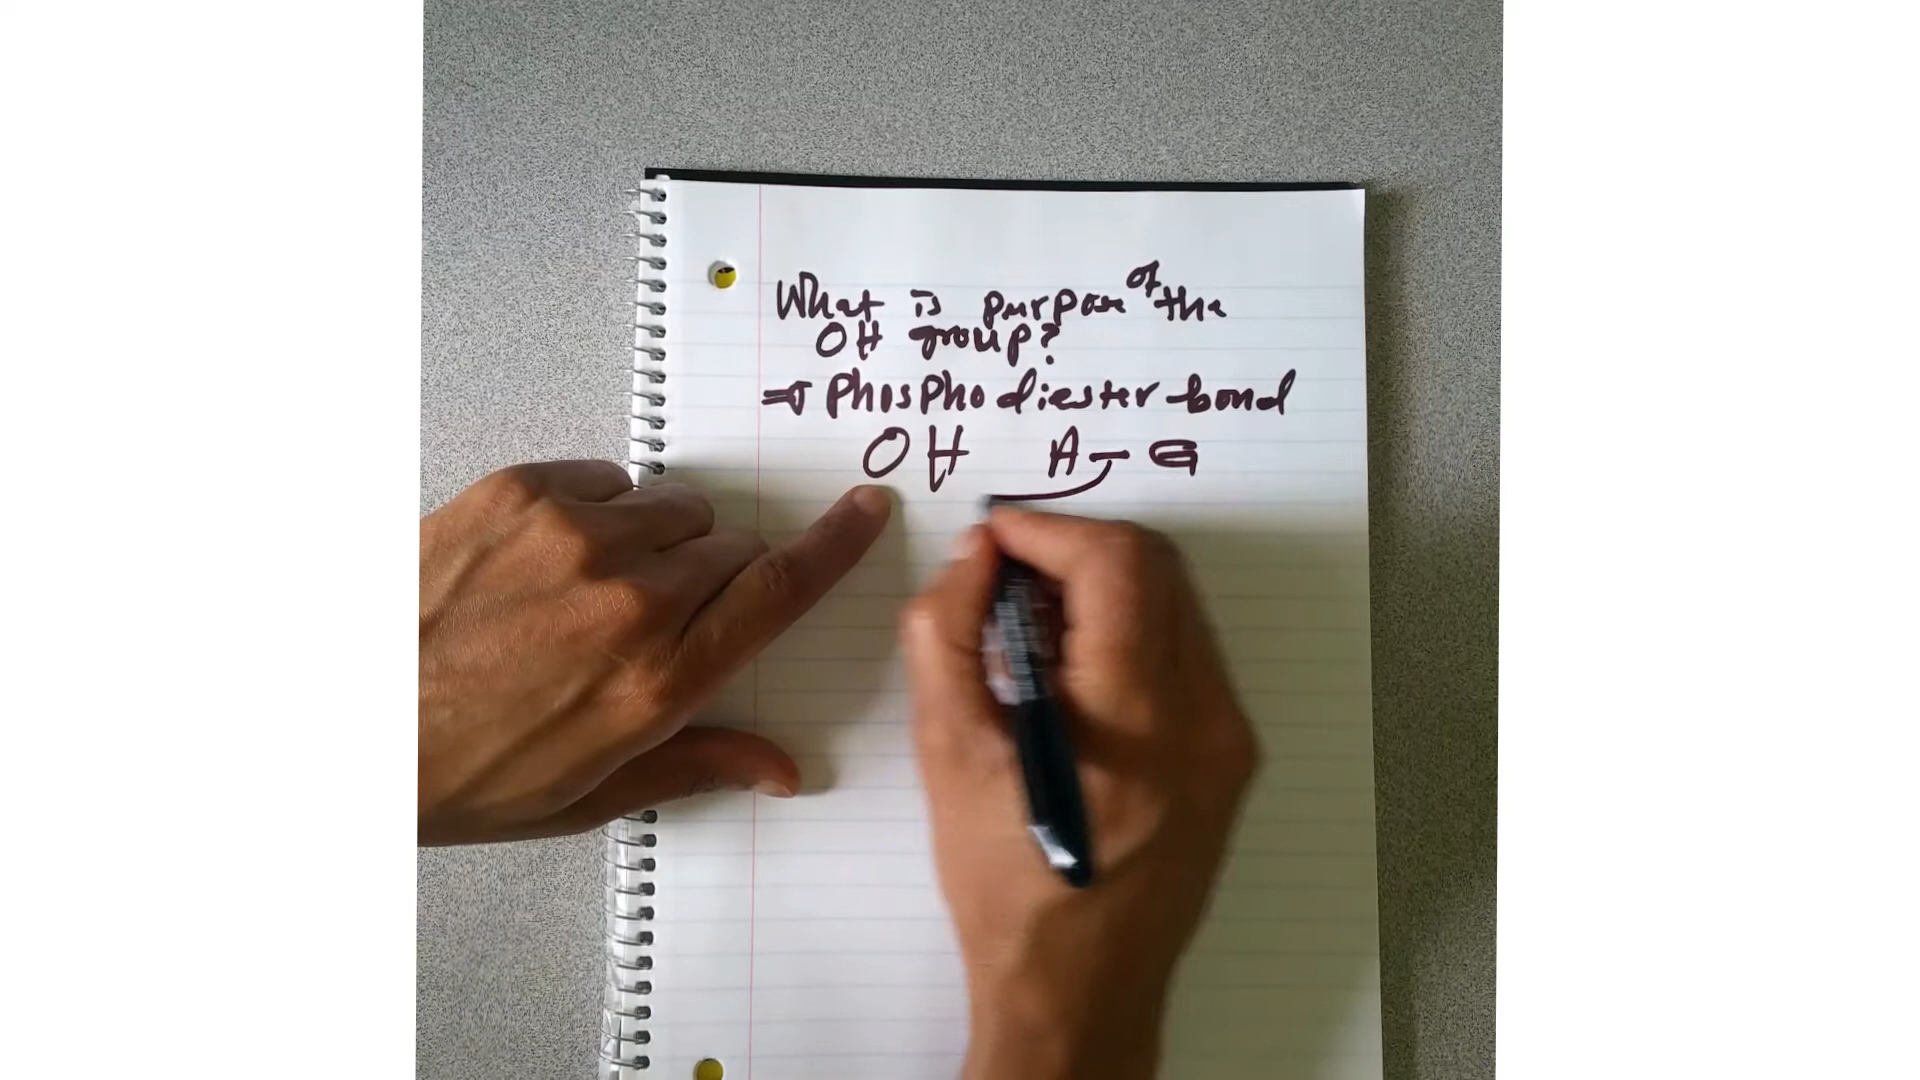 What is purpose of the
OH group?
⇒ Phosphodiester bond
OH A - G